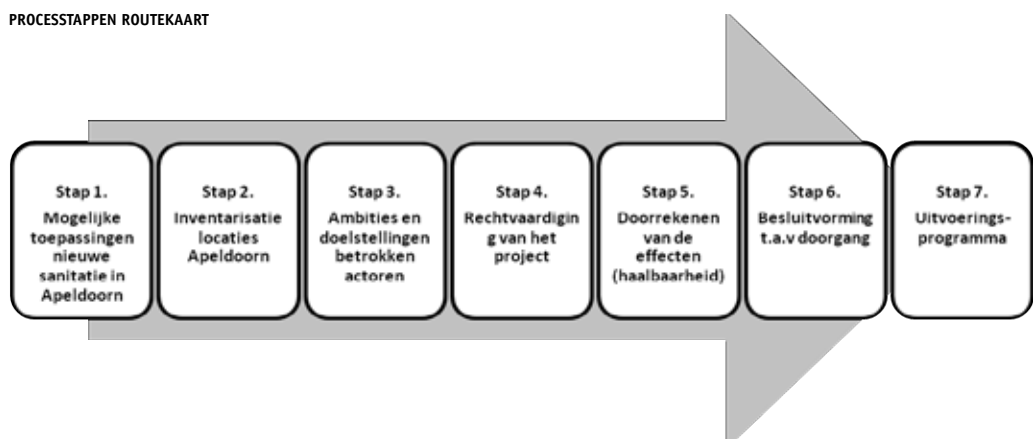 PROCESSTAPPEN ROUTEKAART
Stap 1.
Mogelijke
toepassingen
nieuwe
sanitatie in
Apeldoorn
Stap 2.
Inventarisatie
locaties
Apeldoorn
Stap 3.
Ambities en
doelstellingen
betrokken
actoren
Stap 4.
Rechtvaardigin
g van het
project
Stap 5.
Doorrekenen
van de
effecten
(haalbaarheid)
Stap 6.
Besluitvorming
t.a.v doorgang
Stap 7.
Uitvoerings-
programma